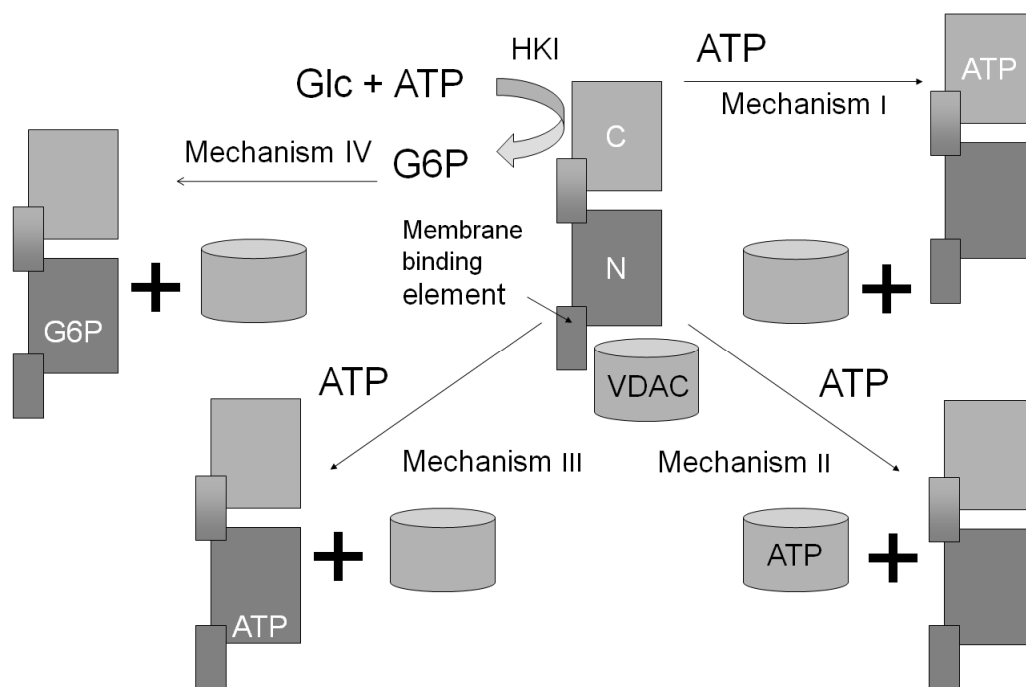 HKI
ATP
ATP
Glc + ATP
Mechanism I
C
Mechanism IV
G6P
Membrane
binding
element
N
G6P
ATP
VDAC
ATP
Mechanism III
Mechanism II
ATP
ATP